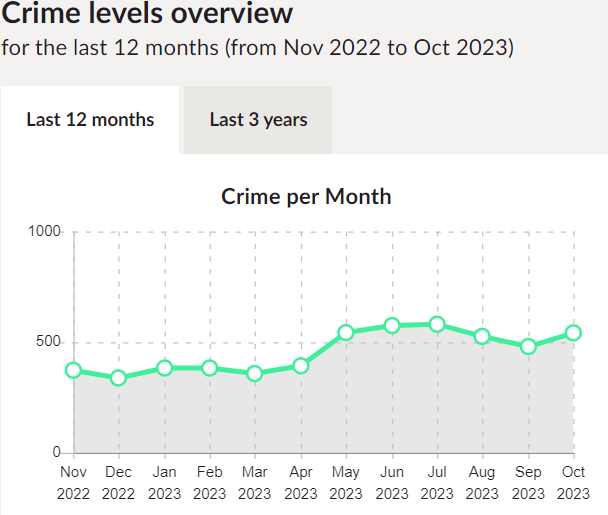 Crime levels overview
for the last 12 months (from Nov 2022 to Oct 2023)
Last 12 months Last 3 years
Crime per Month
1000
500
0
Nov Dec Jan Feb Mar Apr May Jun Jul Aug Sep Oct
2022 2022 2023 2023 2023 2023 2023 2023 2023 2023 2023 2023